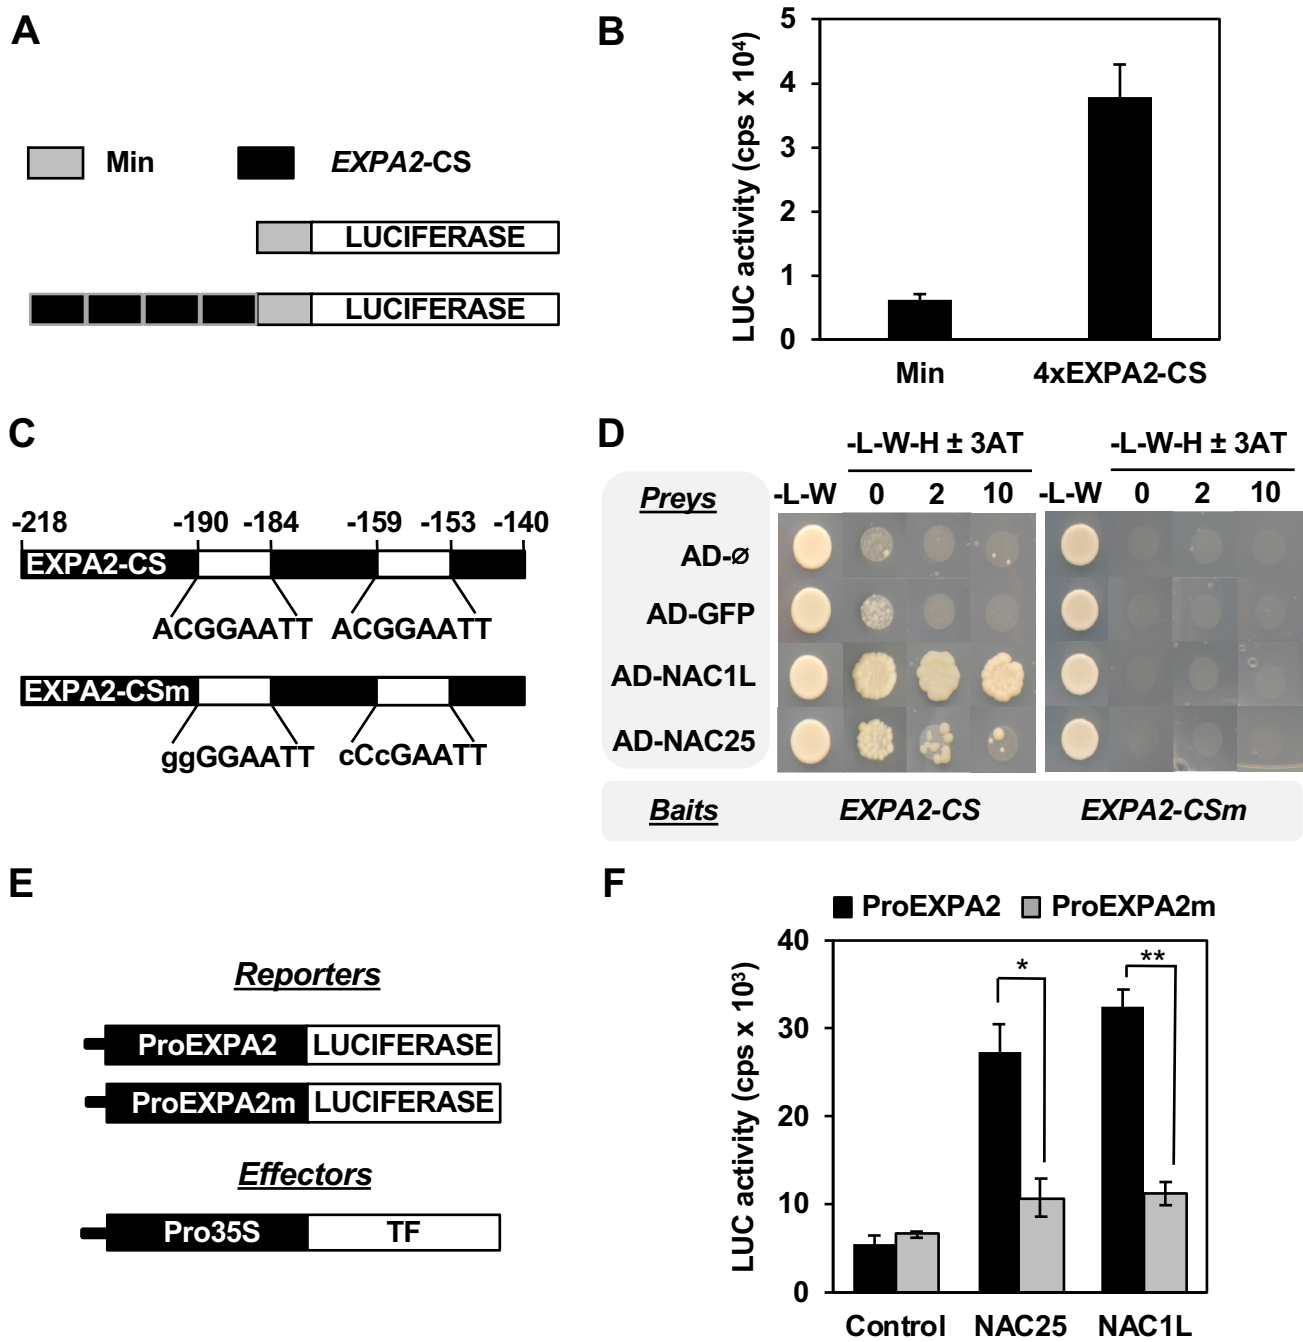 A
Min EXPA2-CS
LUCIFERASE
LUCIFERASE
B
LUC activity (cps x 10⁴)
5
4
3
2
1
0
Min 4xEXPA2-CS
C
-218 -190 -184 -159 -153 -140
EXPA2-CS
ACGGAATT ACGGAATT
EXPA2-CSm
ggGGAATT cCcGAATT
D
-L-W-H ± 3AT -L-W-H ± 3AT
Preys -L-W 0 2 10 -L-W 0 2 10
AD-ø
AD-GFP
AD-NAC1L
AD-NAC25
Baits EXPA2-CS EXPA2-CSm
E
Reporters
ProEXPA2 LUCIFERASE
ProEXPA2m LUCIFERASE
Effectors
Pro35S TF
F
ProEXPA2 ProEXPA2m
LUC activity (cps x 10³)
40
30
20
10
0
* **
Control NAC25 NAC1L